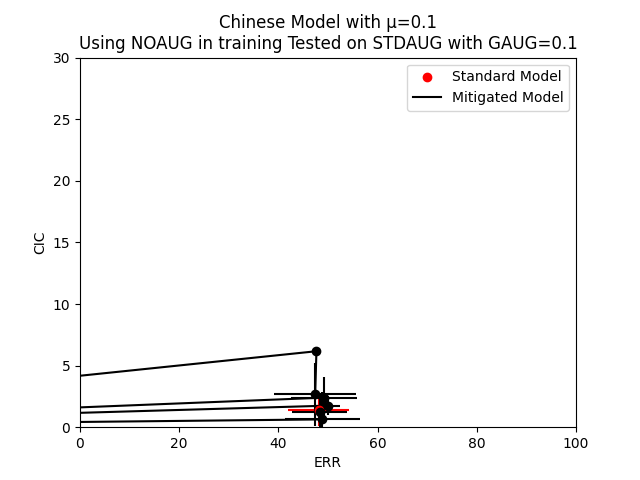 Chinese Model with μ=0.1
Using NOAUG in training Tested on STDAUG with GAUG=0.1
Standard Model
Mitigated Model
30
25
20
15
10
5
0
CIC
0 20 40 60 80 100
ERR